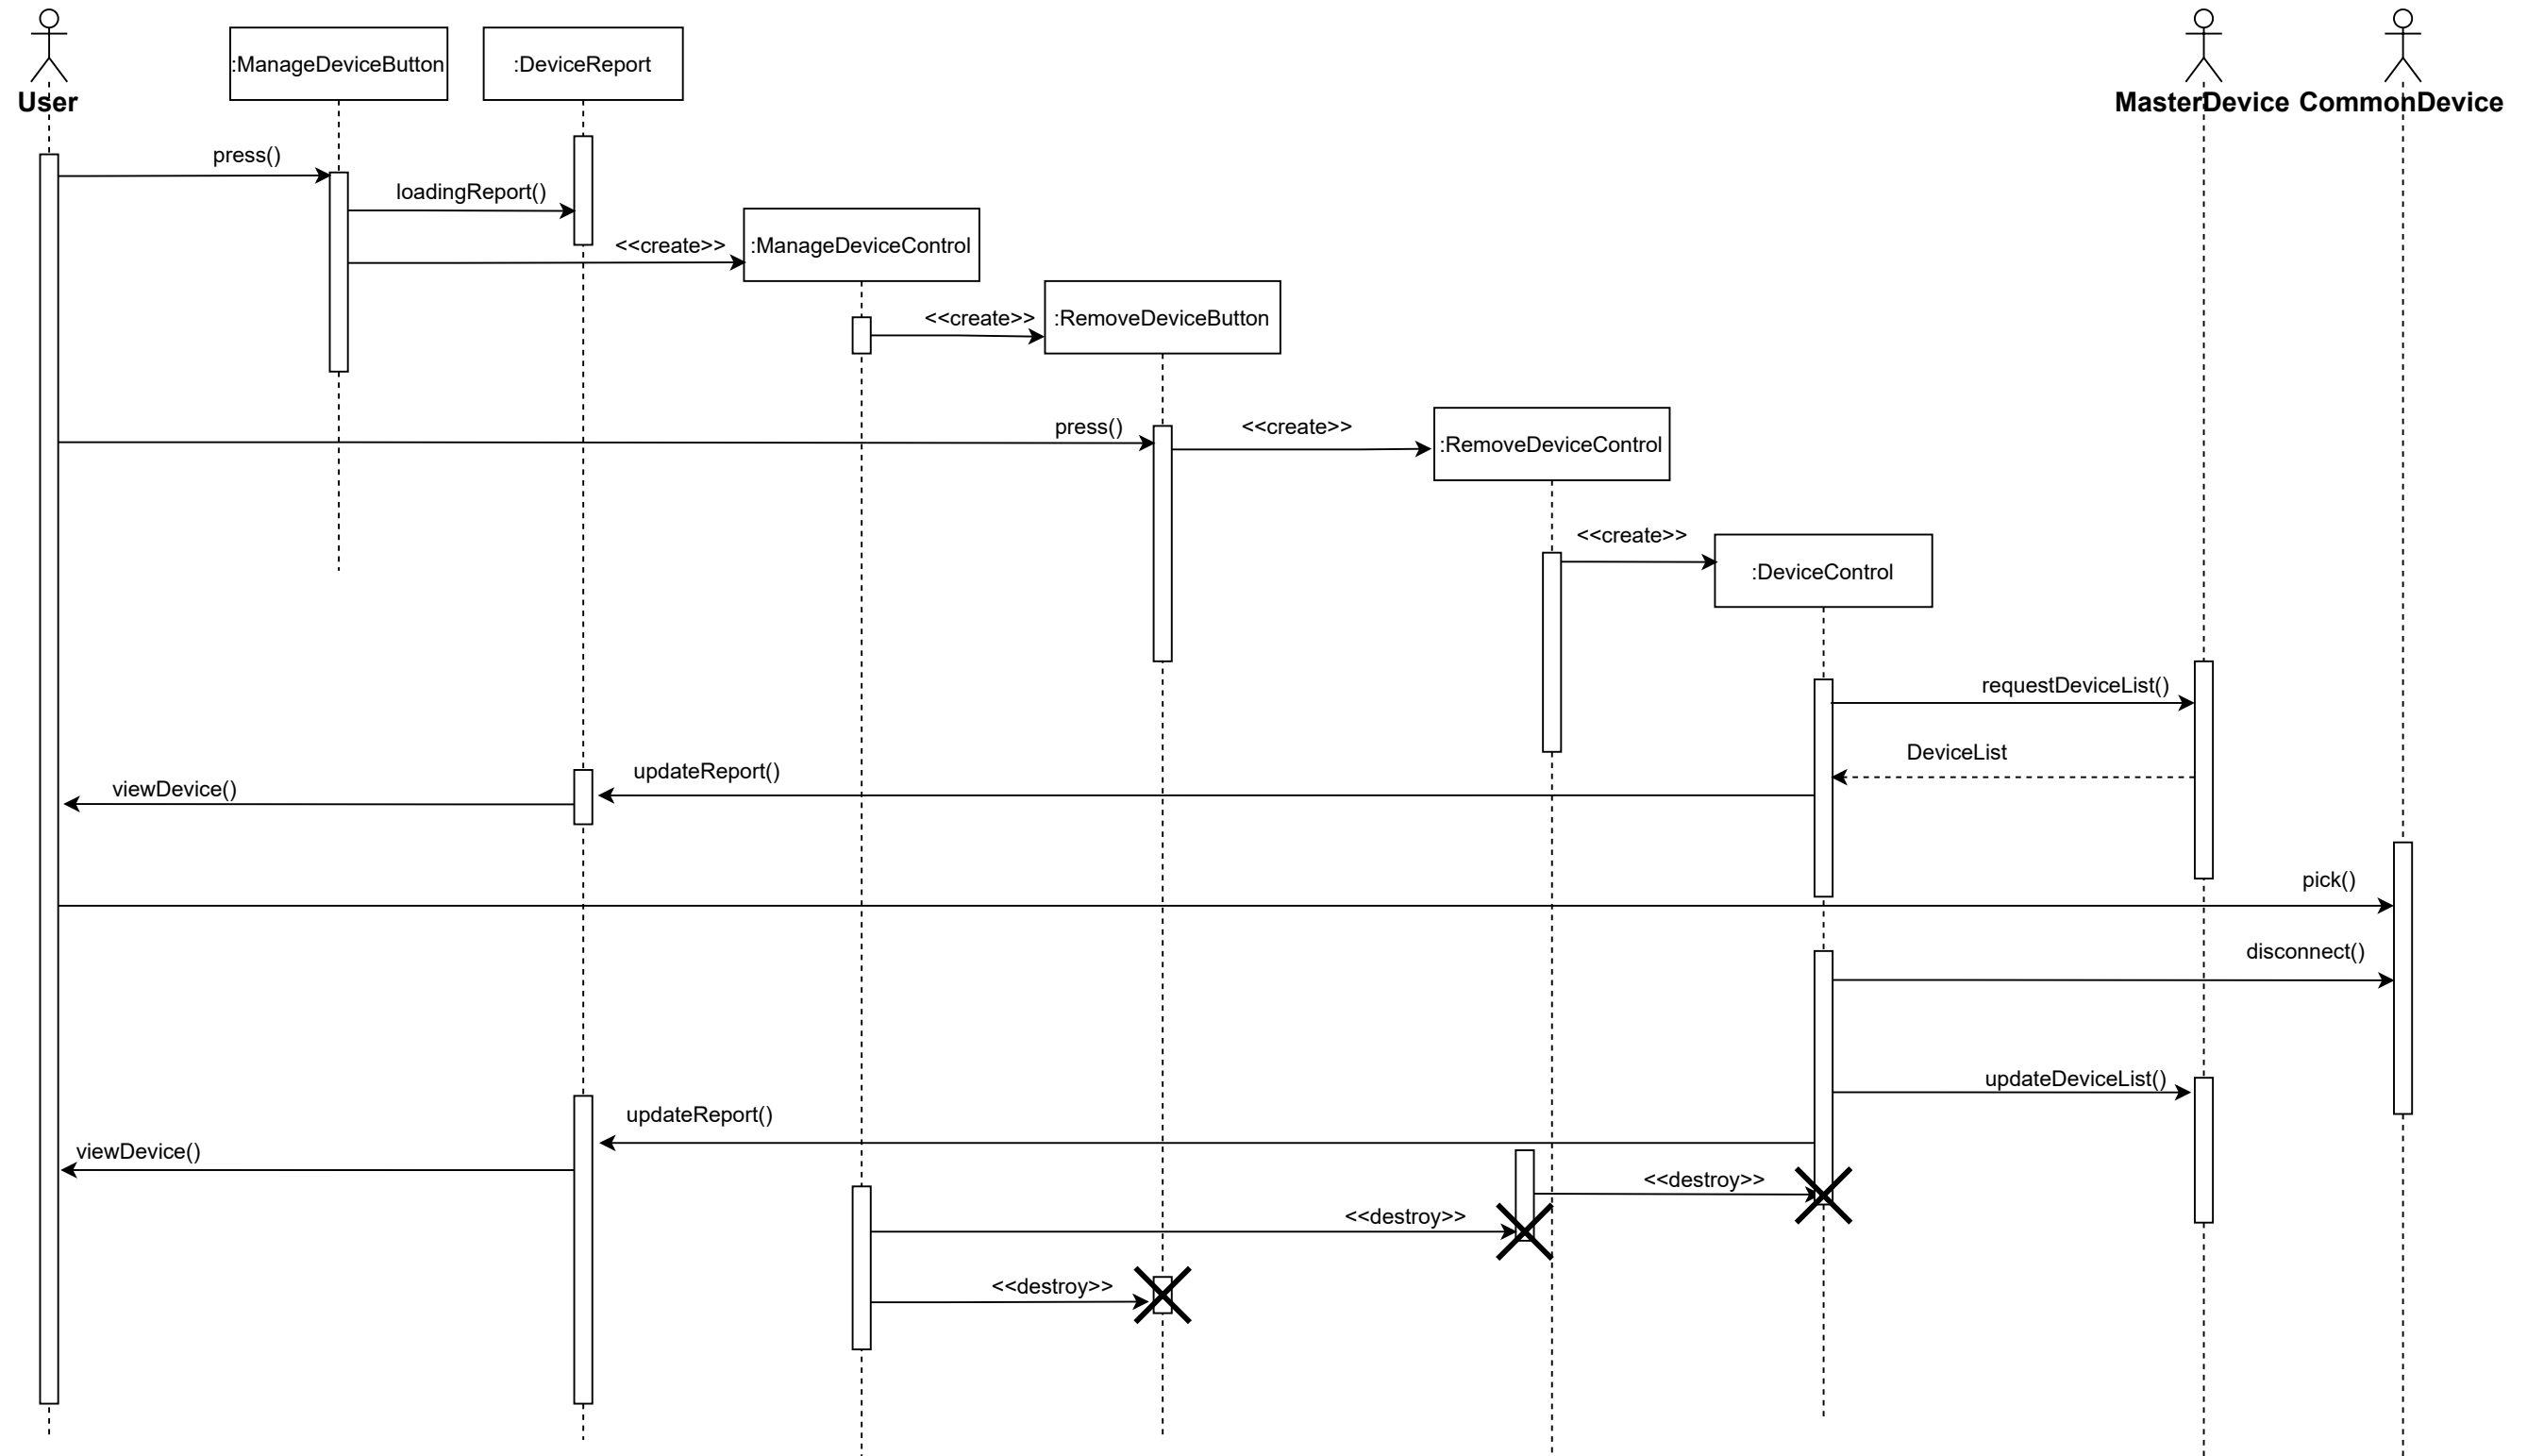 :ManageDeviceButton
:DeviceReport
User
MasterDevice
CommonDevice
press()
loadingReport()
<<create>>
:ManageDeviceControl
<<create>>
:RemoveDeviceButton
press()
<<create>>
:RemoveDeviceControl
<<create>>
:DeviceControl
requestDeviceList()
DeviceList
updateReport()
viewDevice()
pick()
disconnect()
updateDeviceList()
updateReport()
viewDevice()
<<destroy>>
<<destroy>>
<<destroy>>